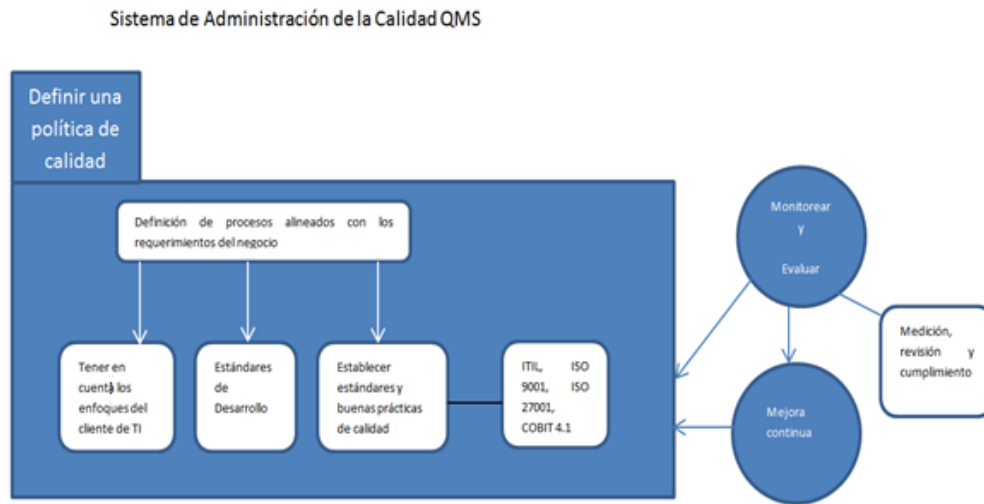 Sistema de Administración de la Calidad QMS
Definir una
política de
calidad
Definición de procesos alineados con los
requerimientos del negocio
Tener en
cuenta los
enfoques del
cliente de TI
Estándares
de
Desarrollo
Establecer
estándares y
buenas prácticas
de calidad
ITIL, ISO
9001, ISO
27001,
COBIT 4.1
Monitorear
y
Evaluar
Medición,
revisión y
cumplimiento
Mejora
continua